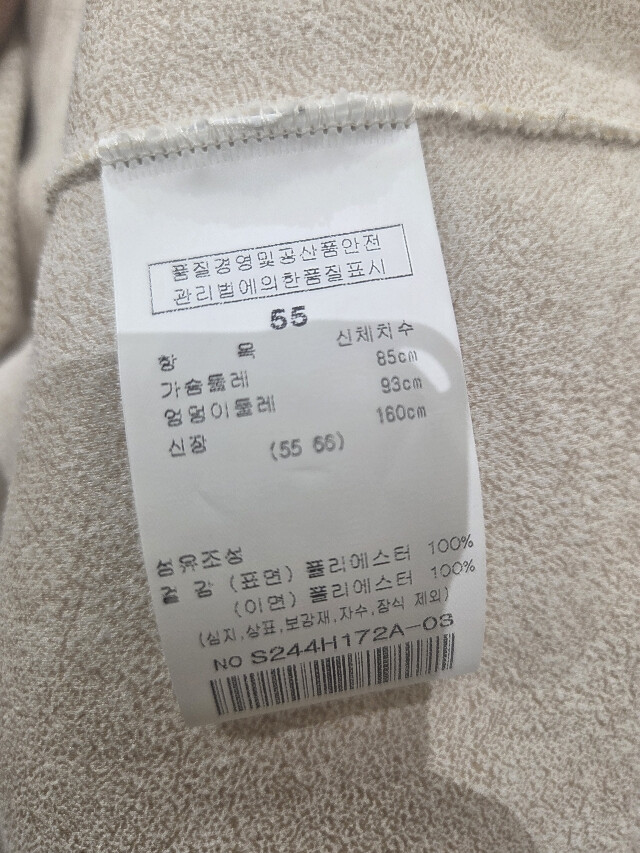 품질경영및공산품안전
관리법에의한품질표시
55
항 목 신체치수
가슴둘레 85cm
엉덩이둘레 93cm
신장 160cm
(55 66)
섬유조성
겉 감 (표면) 폴리에스터 100%
(이면) 폴리에스터 100%
(심지,상표,보강재,자수,장식 제외)
NO S244H172A-03